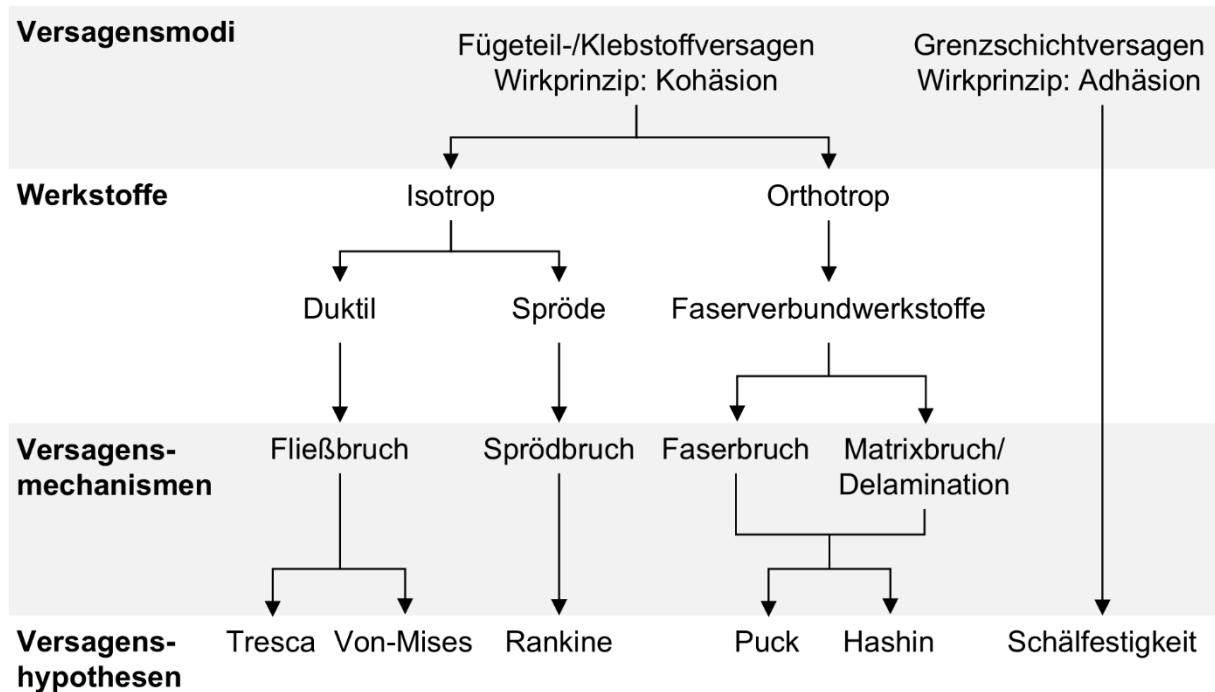 Versagensmodi
Fügeteil-/Klebstoffversagen
Wirkprinzip: Kohäsion
Grenzschichtversagen
Wirkprinzip: Adhäsion
Werkstoffe
Isotrop
Orthotrop
Duktil
Spröde
Faserverbundwerkstoffe
Versagens-
mechanismen
Fließbruch
Sprödbruch
Faserbruch
Matrixbruch/
Delamination
Versagens-
hypothesen
Tresca
Von-Mises
Rankine
Puck
Hashin
Schälfestigkeit